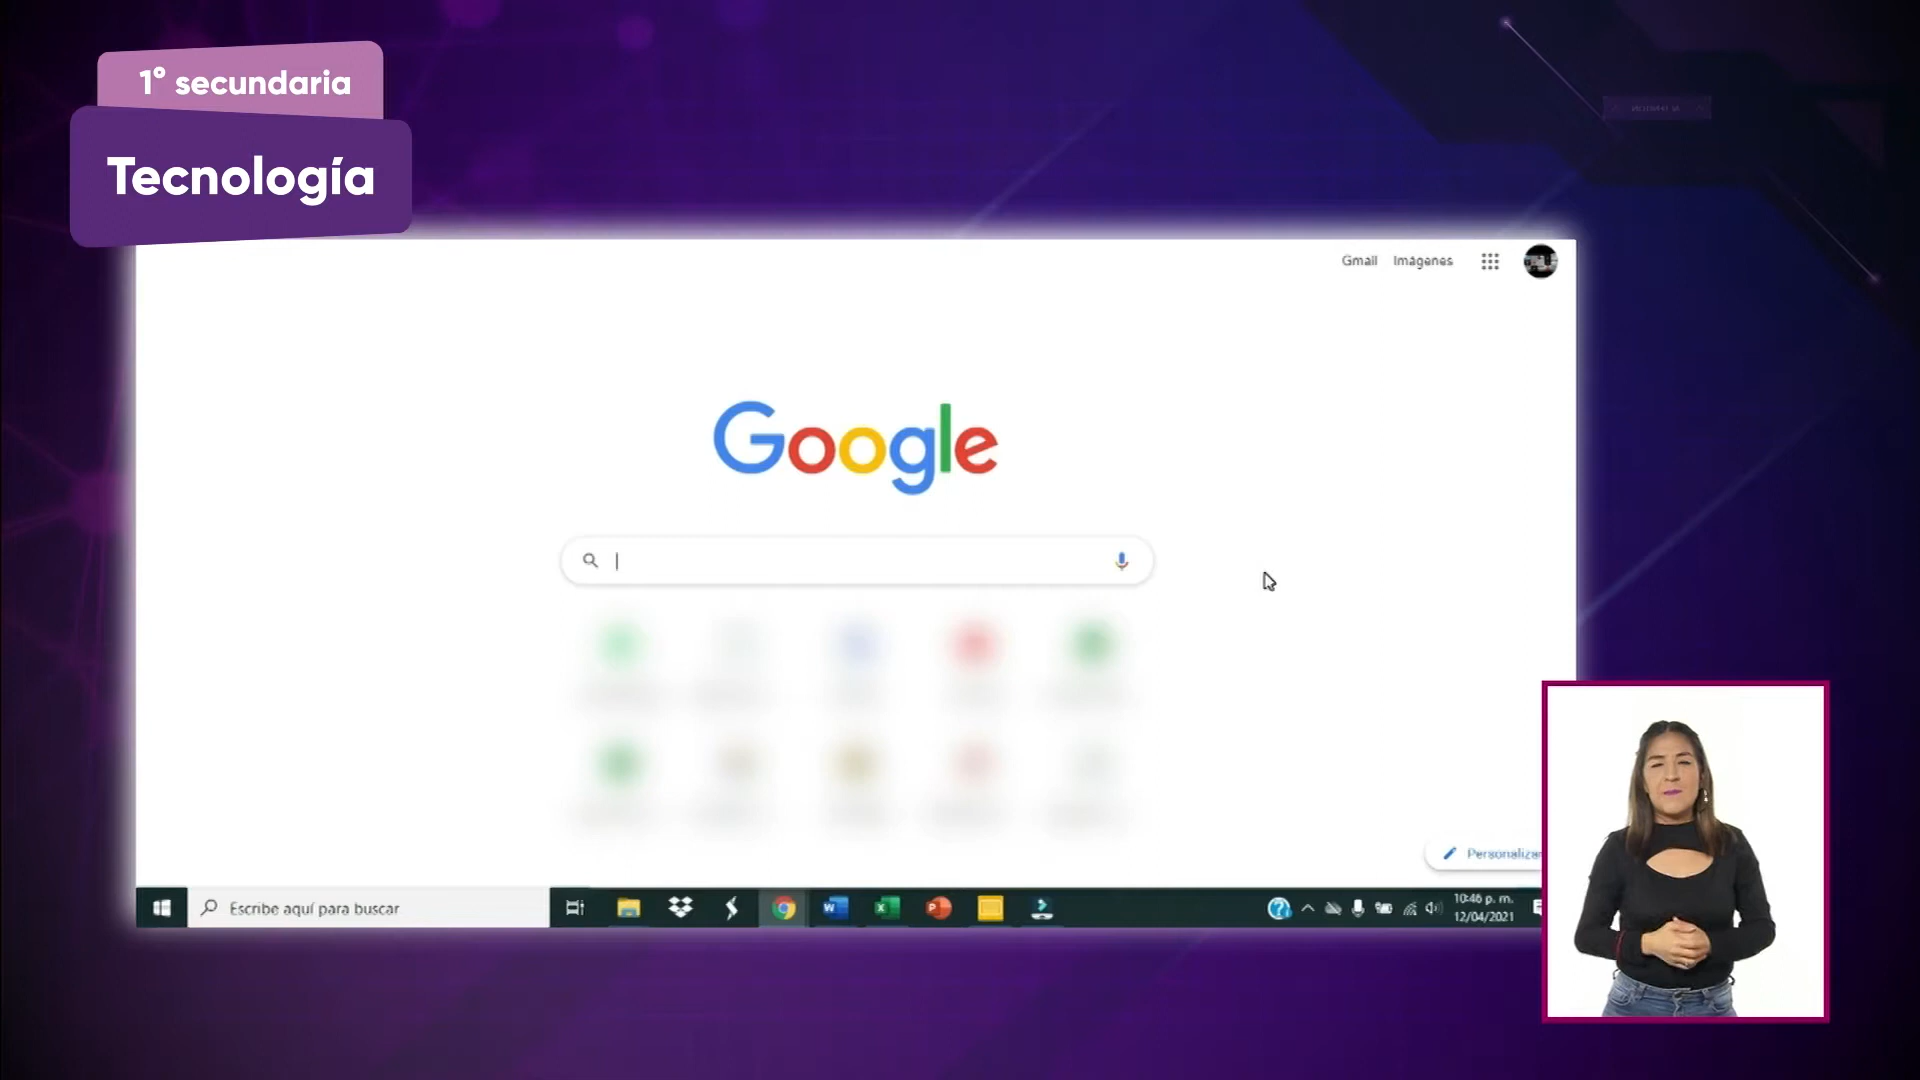 1° secundaria
Tecnología
Gmail Imágenes
Google
Personalizar
Escribe aquí para buscar
10:46 p. m.
12/04/2021